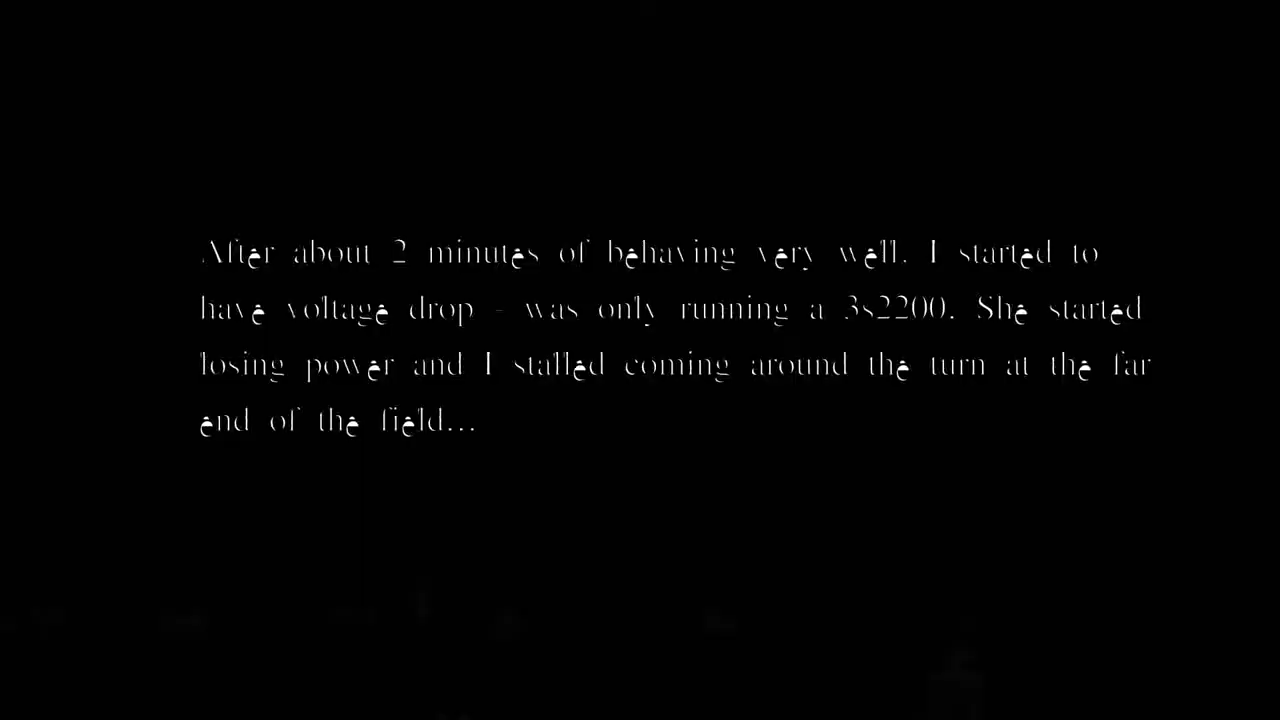 After about 2 minutes of behaving very well. I started to
have voltage drop - was only running a 3s2200. She started
losing power and I stalled coming around the turn at the far
end of the field...